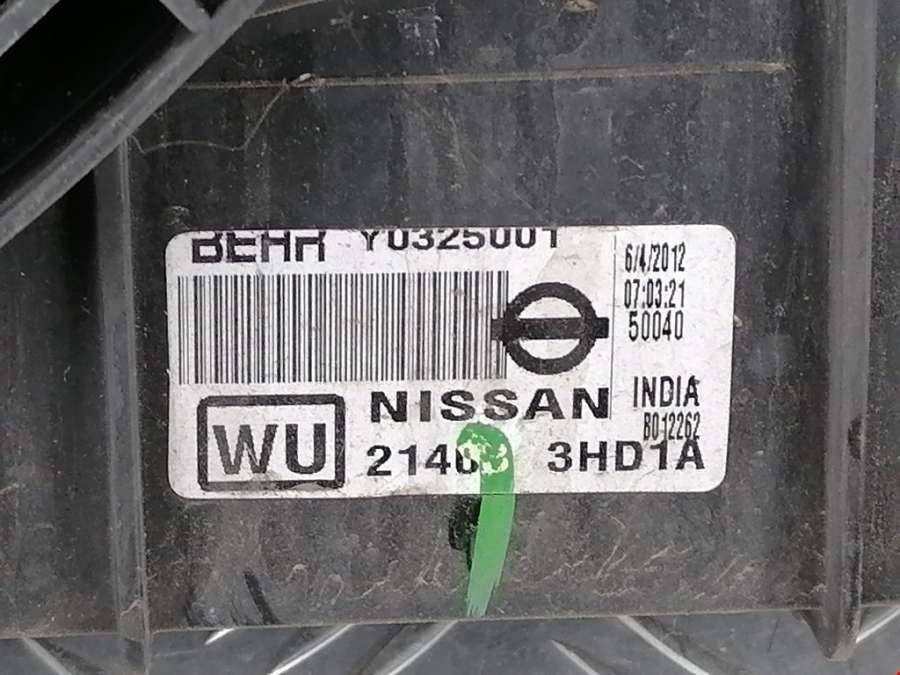 BEHR Y0325001
6/4/2012
07:03:21
50040
NISSAN
INDIA
B012262
WU
3HD1A